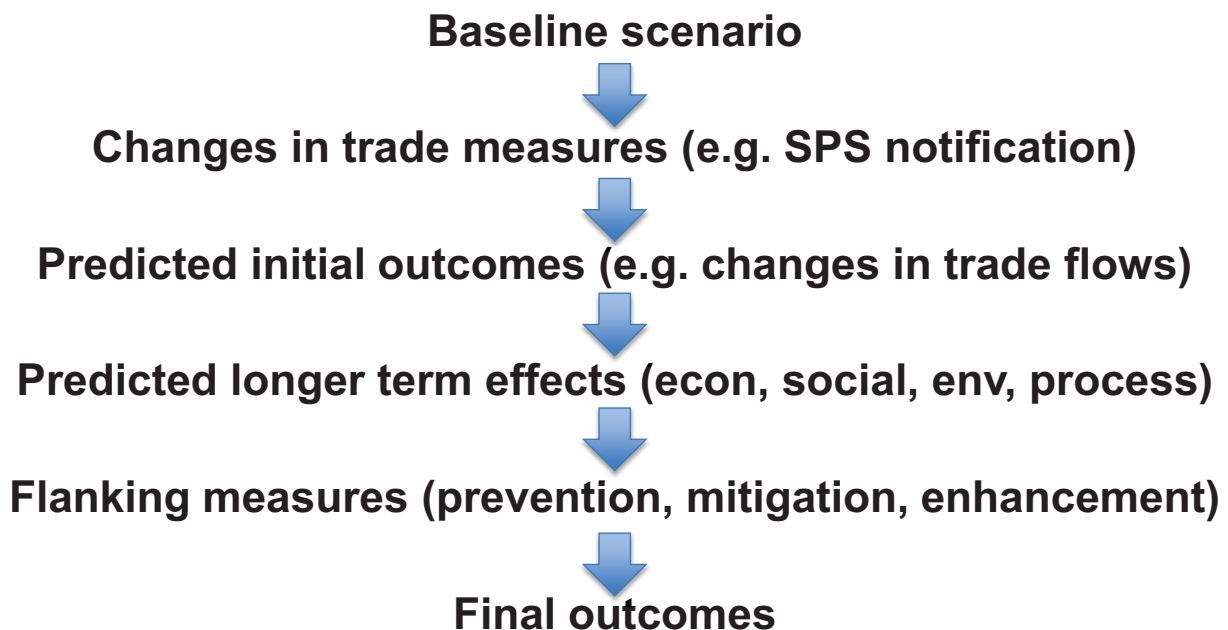 Baseline scenario
Changes in trade measures (e.g. SPS notification)
Predicted initial outcomes (e.g. changes in trade flows)
Predicted longer term effects (econ, social, env, process)
Flanking measures (prevention, mitigation, enhancement)
Final outcomes